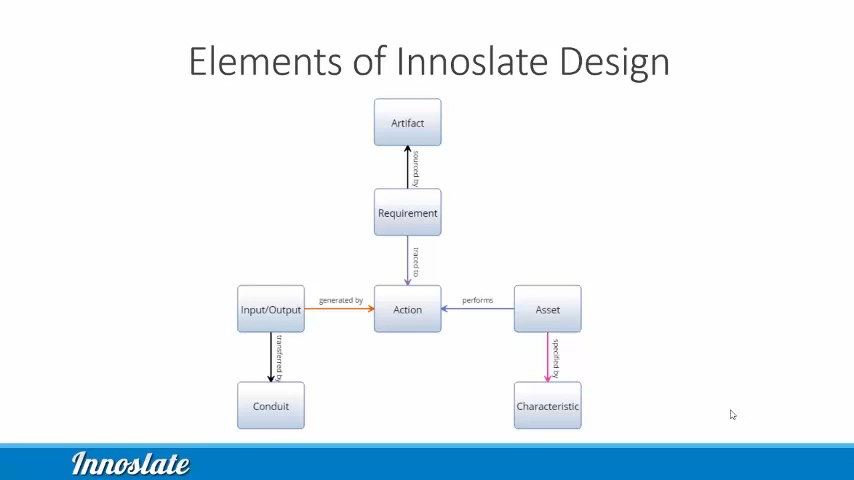 Elements of Innoslate Design
Artifact
sourced by
Requirement
traced to
Input/Output
generated by
Action
performs
Asset
transferred by
specified by
Conduit
Characteristic
Innoslate